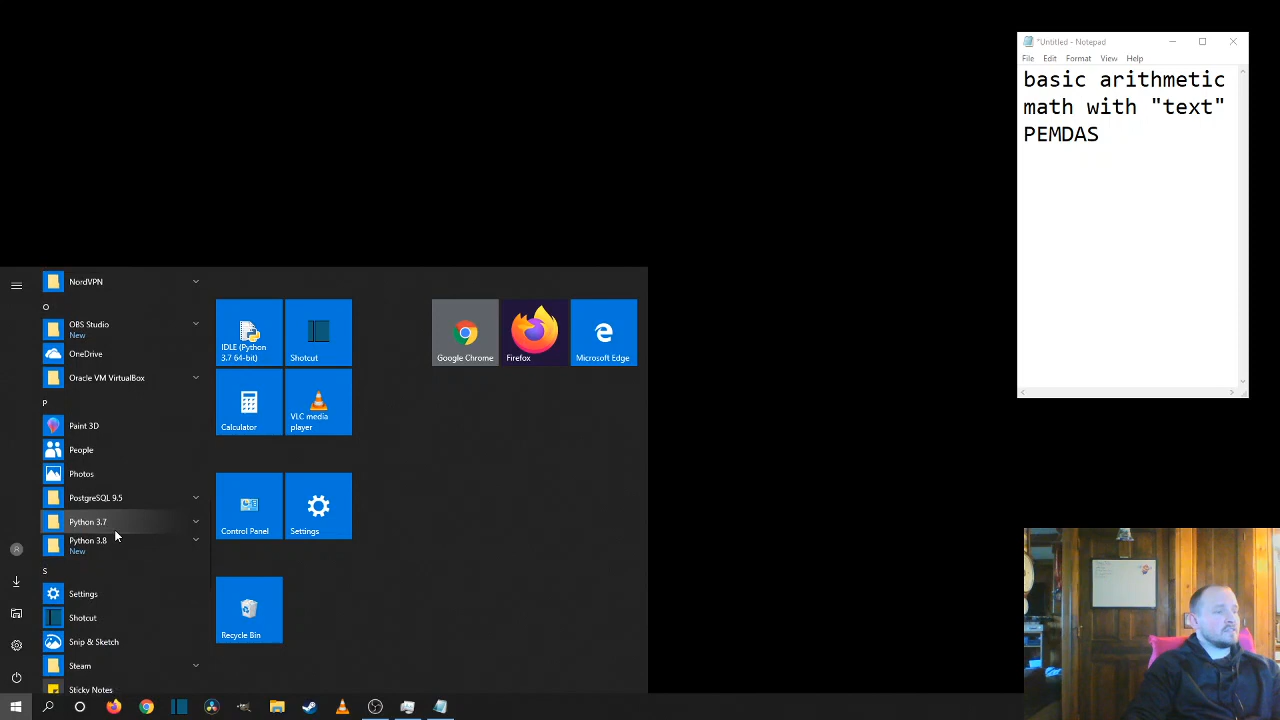 *Untitled - Notepad
File Edit Format View Help
basic arithmetic
math with "text"
PEMDAS
NordVPN
O
OBS Studio
New
OneDrive
Oracle VM VirtualBox
P
Paint 3D
People
Photos
PostgreSQL 9.5
Python 3.7
Python 3.8
New
S
Settings
Shotcut
Snip & Sketch
Steam
Sticky Notes
IDLE (Python
3.7 64-bit)
Shotcut
Calculator
VLC media
player
Control Panel
Settings
Recycle Bin
Google Chrome
Firefox
Microsoft Edge